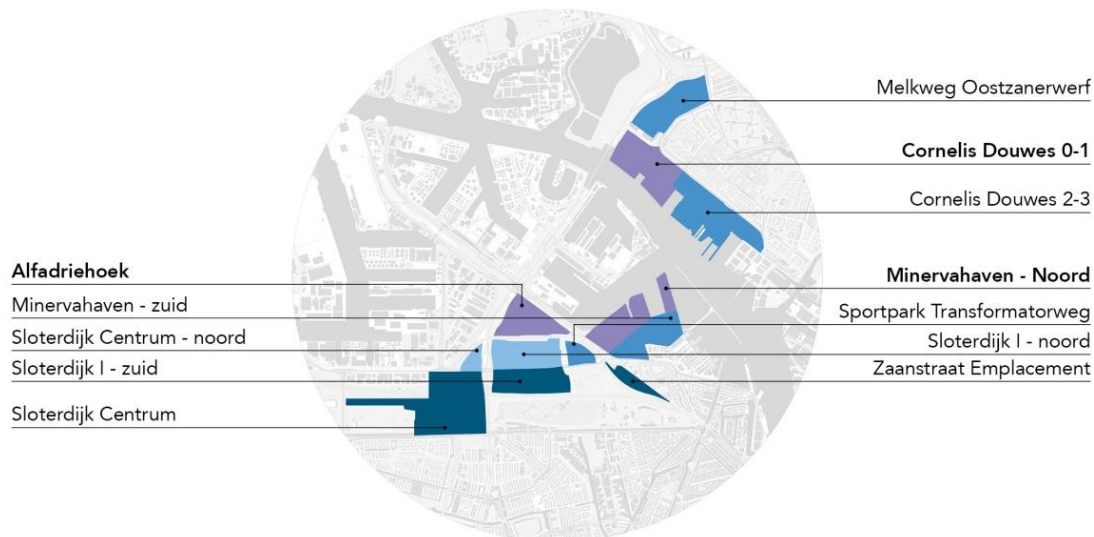 Melkweg Oostzanerwerf
Cornelis Douwes 0-1
Cornelis Douwes 2-3
Alfadriehoek
Minervahaven - zuid
Sloterdijk Centrum - noord
Sloterdijk I - zuid
Sloterdijk Centrum
Minervahaven - Noord
Sportpark Transformatorweg
Sloterdijk I - noord
Zaanstraat Emplacement